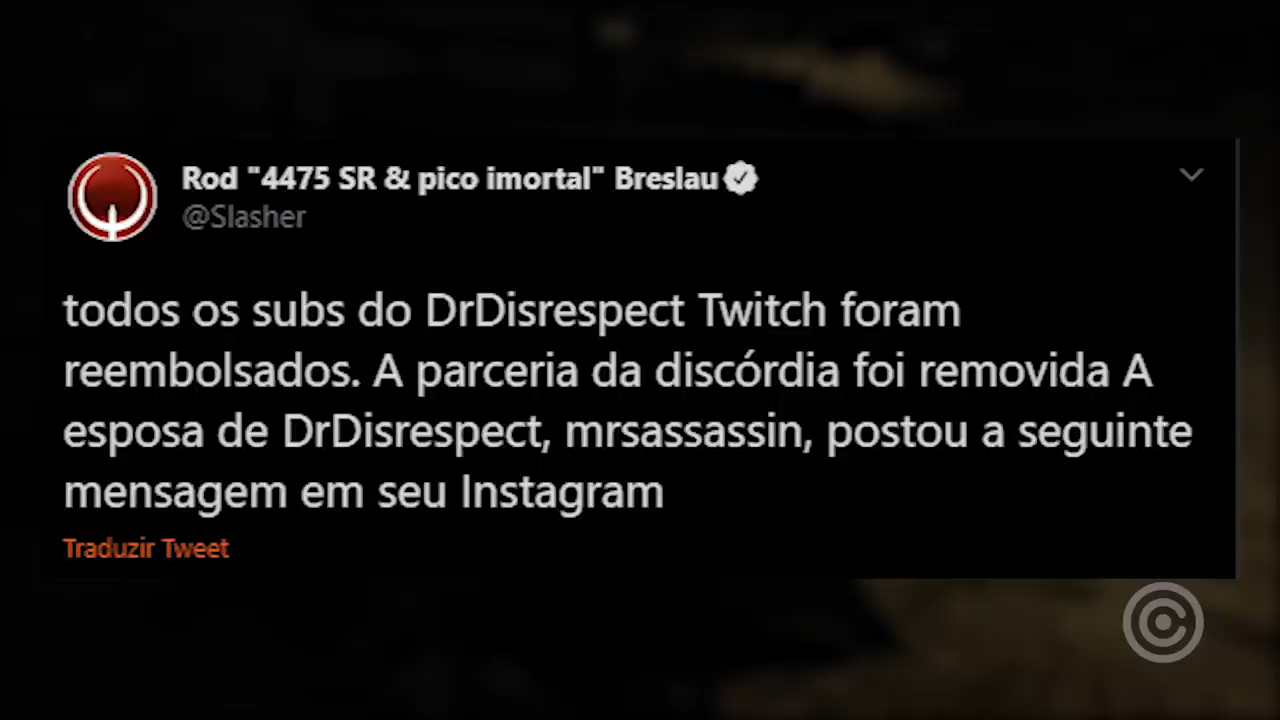 Rod "4475 SR & pico imortal" Breslau
@Slasher
todos os subs do DrDisrespect Twitch foram
reembolsados. A parceria da discórdia foi removida A
esposa de DrDisrespect, mrsassassin, postou a seguinte
mensagem em seu Instagram
Traduzir Tweet